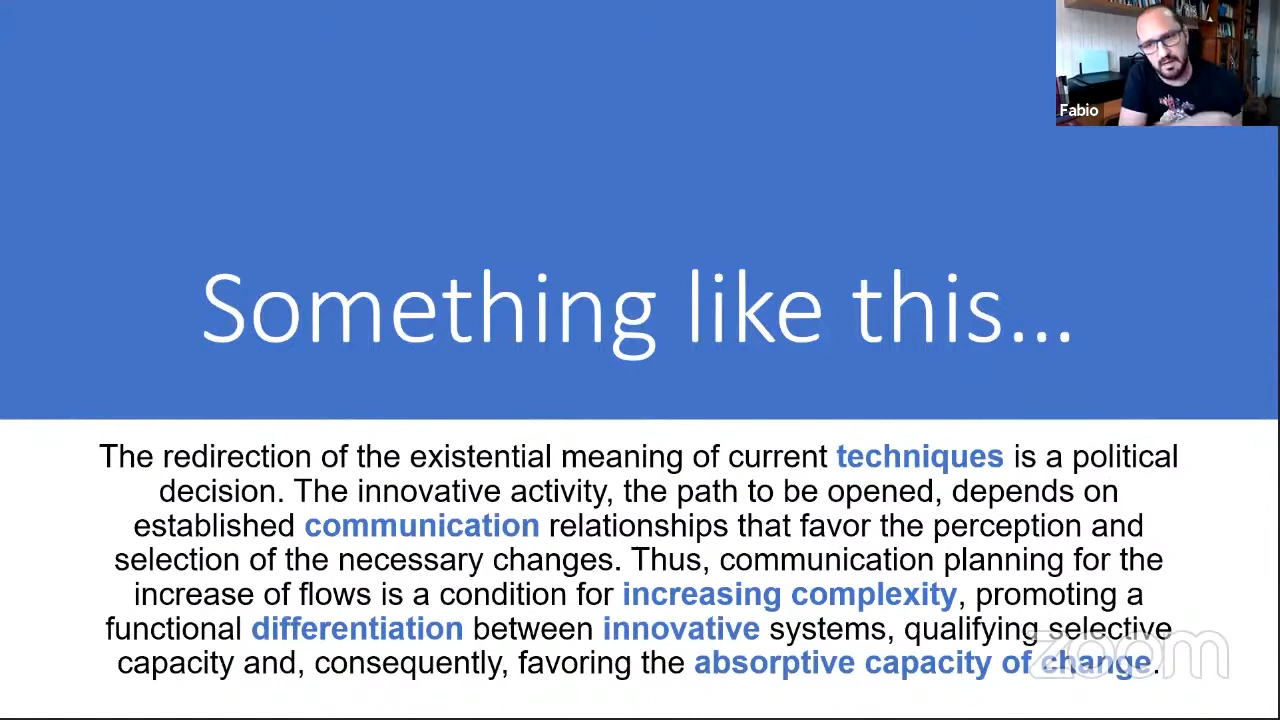 Fabio
Something like this...
The redirection of the existential meaning of current techniques is a political
decision. The innovative activity, the path to be opened, depends on
established communication relationships that favor the perception and
selection of the necessary changes. Thus, communication planning for the
increase of flows is a condition for increasing complexity, promoting a
functional differentiation between innovative systems, qualifying selective
capacity and, consequently, favoring the absorptive capacity of change.
zoom